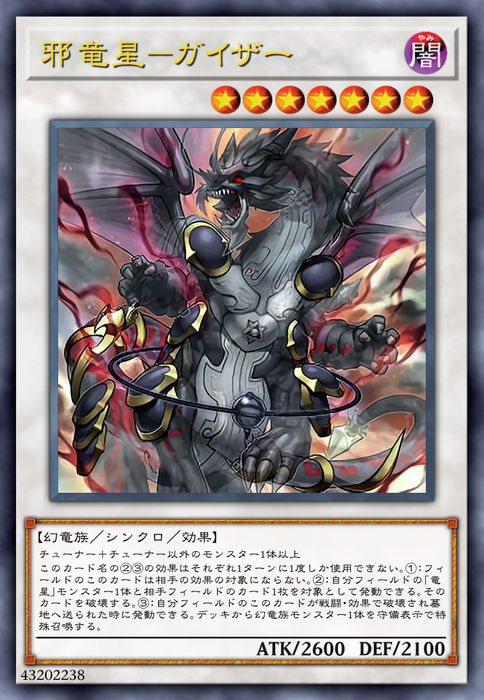 邪竜星－ガイザー
やみ
闇
【幻竜族／シンクロ／効果】
チューナー＋チューナー以外のモンスター1体以上
このカード名の②③の効果はそれぞれ1ターンに1度しか使用できない。①：フィ
ールドのこのカードは相手の効果の対象にならない。②：自分フィールドの「竜
星」モンスター1体と相手フィールドのカード1枚を対象として発動できる。その
カードを破壊する。③：自分フィールドのこのカードが戦闘・効果で破壊され墓
地へ送られた時に発動できる。デッキから幻竜族モンスター1体を守備表示で特
殊召喚する。
ATK/2600 DEF/2100
43202238